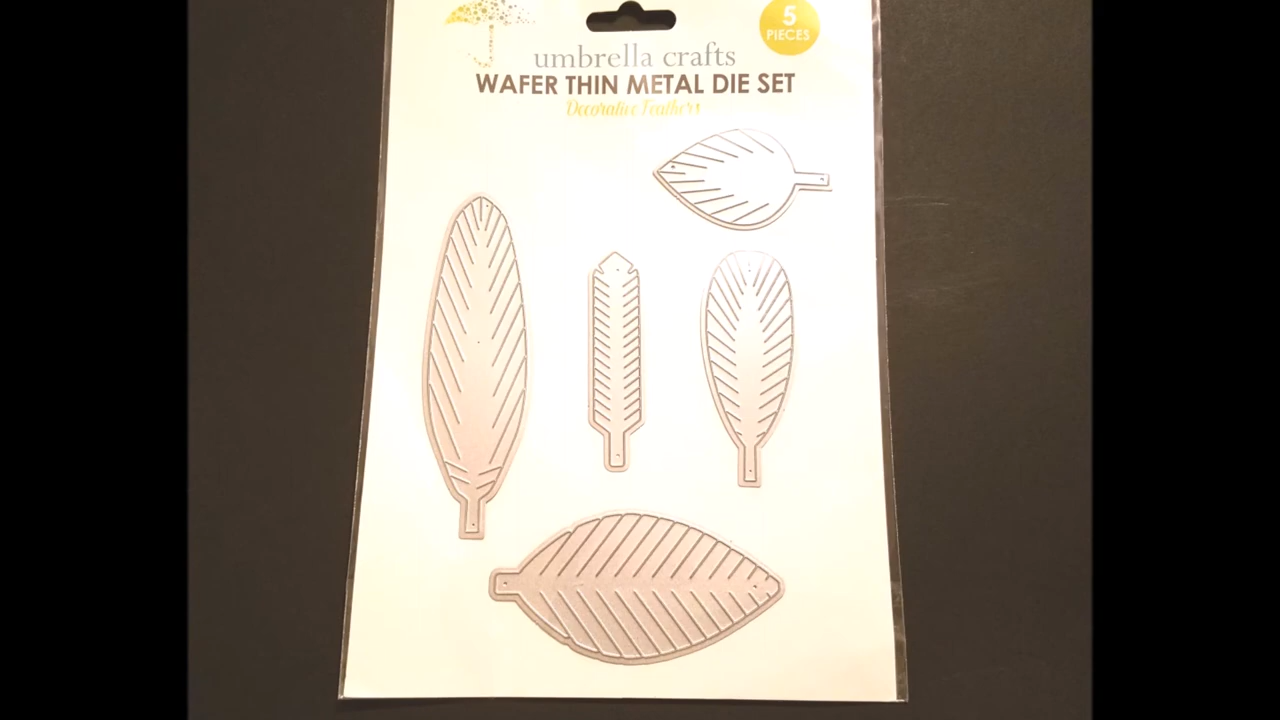 5
PIECES
umbrella crafts
WAFER THIN METAL DIE SET
Decorative Feathers